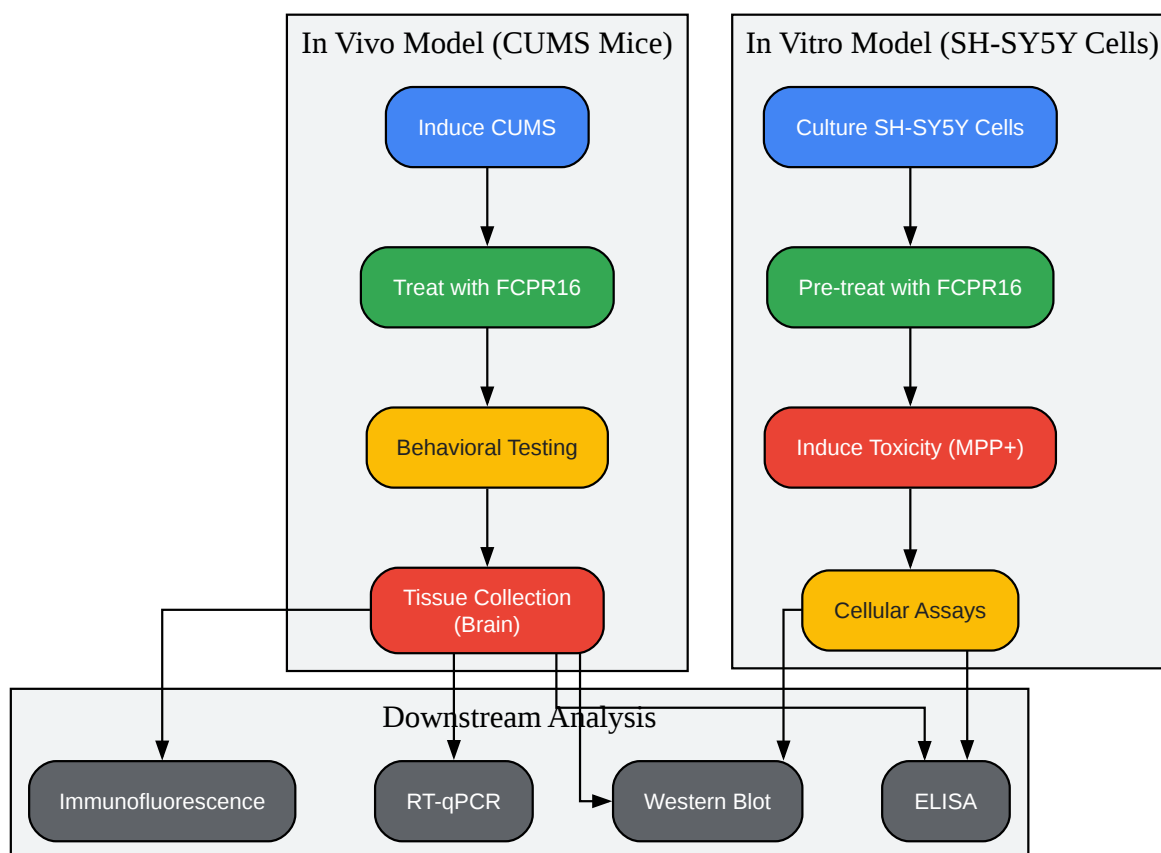 In Vivo Model (CUMS Mice)
Induce CUMS
Treat with FCPR16
Behavioral Testing
Tissue Collection
(Brain)
In Vitro Model (SH-SY5Y Cells)
Culture SH-SY5Y Cells
Pre-treat with FCPR16
Induce Toxicity (MPP+)
Cellular Assays
Downstream Analysis
Immunofluorescence
RT-qPCR
Western Blot
ELISA